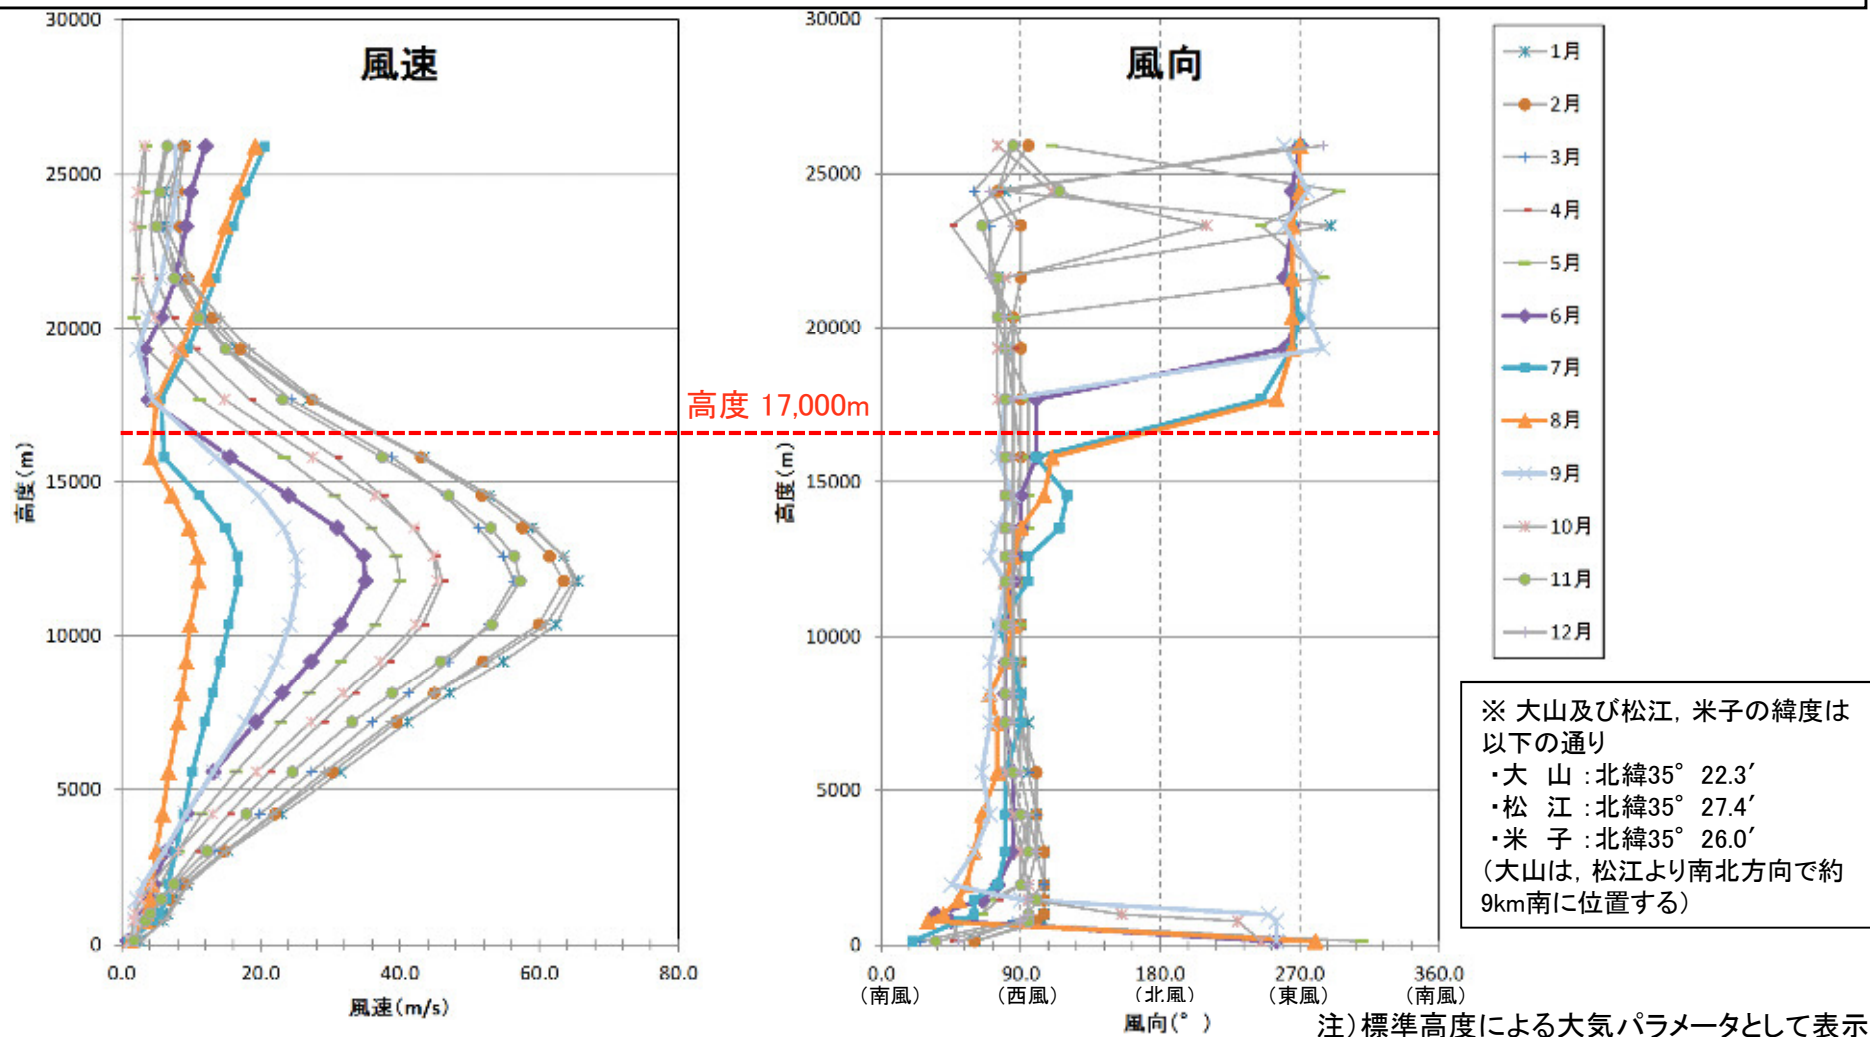 風速
30000
25000
20000
15000
10000
5000
0
高度(m)
0.0 20.0 40.0 60.0 80.0
風速(m/s)
高度 17,000m
風向
30000
25000
20000
15000
10000
5000
0
高度(m)
0.0 90.0 180.0 270.0 360.0
(南風) (西風) (北風) (東風) (南風)
風向(°)
1月
2月
3月
4月
5月
6月
7月
8月
9月
10月
11月
12月
※ 大山及び松江, 米子の緯度は
以下の通り
・大 山 :北緯35° 22.3′
・松 江 :北緯35° 27.4′
・米 子 :北緯35° 26.0′
(大山は, 松江より南北方向で約
9km南に位置する)
注)標準高度による大気パラメータとして表示